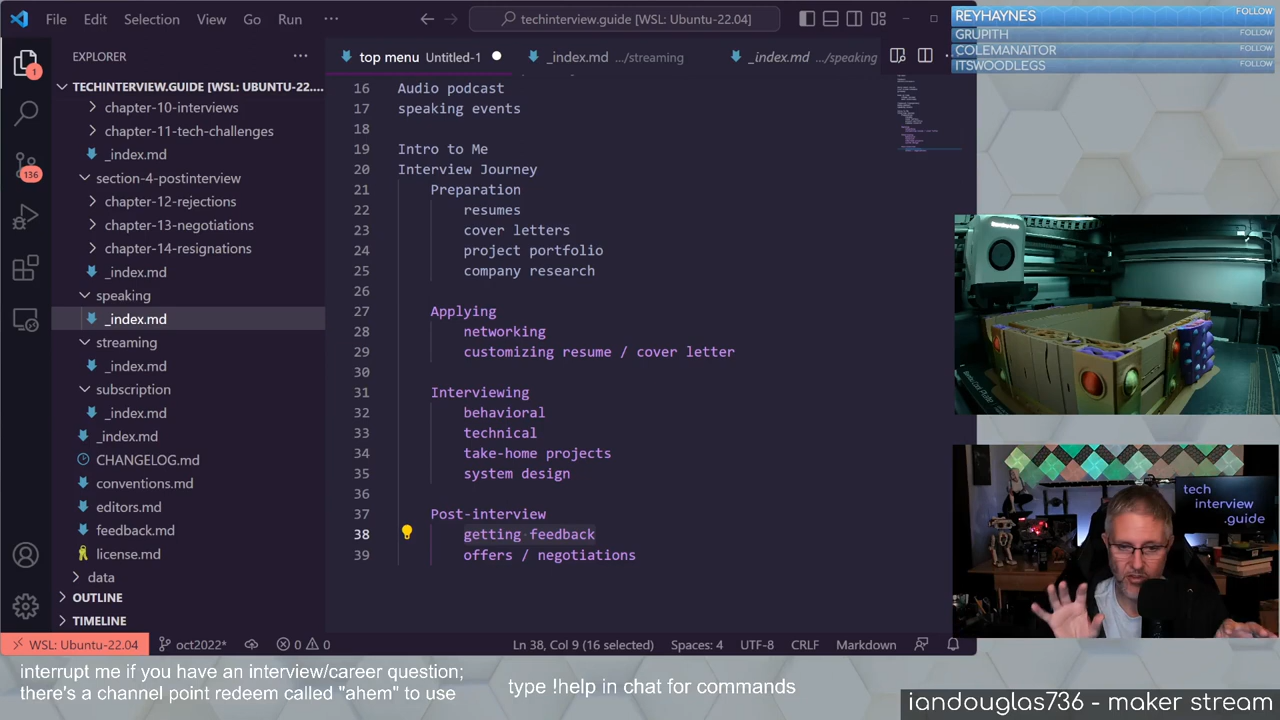 File Edit Selection View Go Run ···
techinterview.guide [WSL: Ubuntu-22.04]
EXPLORER
TECHINTERVIEW.GUIDE [WSL: UBUNTU-22....
chapter-10-interviews
chapter-11-tech-challenges
_index.md
section-4-postinterview
chapter-12-rejections
chapter-13-negotiations
chapter-14-resignations
_index.md
speaking
_index.md
streaming
_index.md
subscription
_index.md
_index.md
CHANGELOG.md
conventions.md
editors.md
feedback.md
license.md
data
OUTLINE
TIMELINE
1
136
top menu Untitled-1
_index.md .../streaming
_index.md .../speaking
16 Audio podcast
17 speaking events
18
19 Intro to Me
20 Interview Journey
21 Preparation
22 resumes
23 cover letters
24 project portfolio
25 company research
26
27 Applying
28 networking
29 customizing resume / cover letter
30
31 Interviewing
32 behavioral
33 technical
34 take-home projects
35 system design
36
37 Post-interview
38 getting feedback
39 offers / negotiations
WSL: Ubuntu-22.04 oct2022* 0 0 Ln 38, Col 9 (16 selected) Spaces: 4 UTF-8 CRLF Markdown
REYHAYNES FOLLOW
GRUPITH FOLLOW
COLEMANAITOR FOLLOW
ITSWOODLEGS FOLLOW
tech
interview
.guide
interrupt me if you have an interview/career question;
there's a channel point redeem called "ahem" to use
type !help in chat for commands
iandouglas736 - maker stream